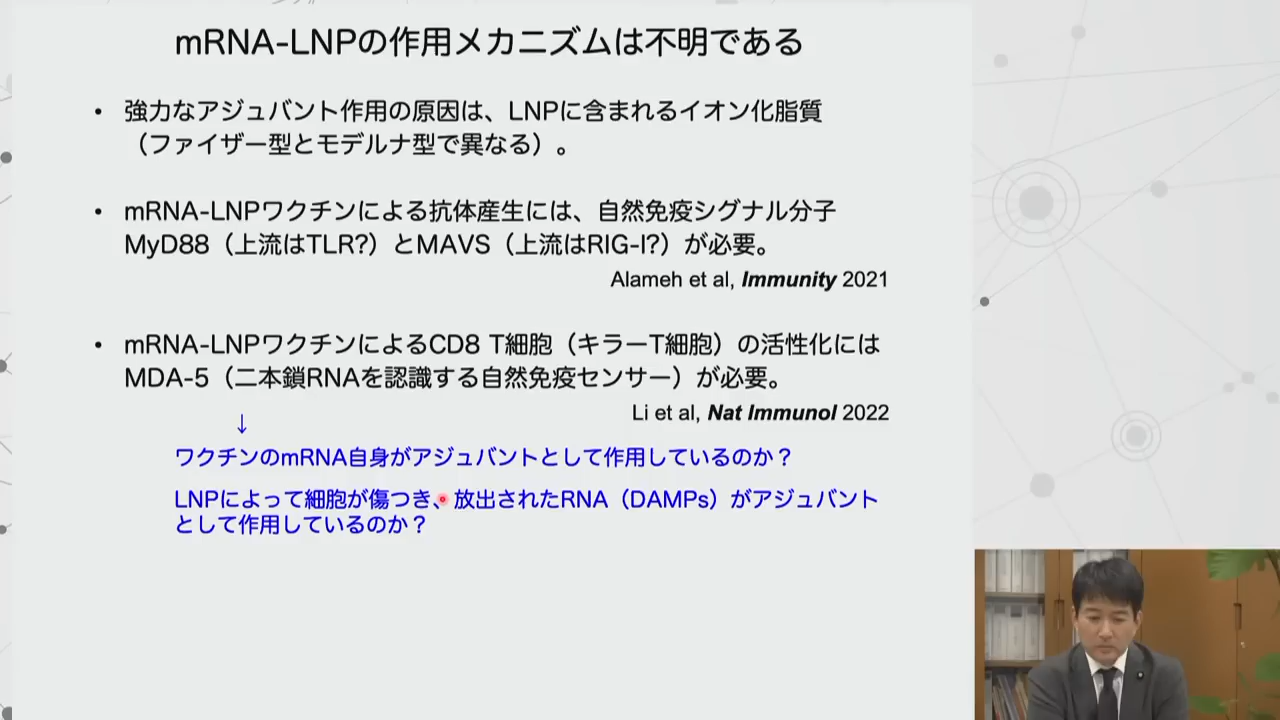 mRNA-LNPの作用メカニズムは不明である
• 強力なアジュバント作用の原因は、LNPに含まれるイオン化脂質
（ファイザー型とモデルナ型で異なる）。
• mRNA-LNPワクチンによる抗体産生には、自然免疫シグナル分子
MyD88（上流はTLR?）とMAVS（上流はRIG-I?）が必要。
Alameh et al, Immunity 2021
• mRNA-LNPワクチンによるCD8 T細胞（キラーT細胞）の活性化には
MDA-5（二本鎖RNAを認識する自然免疫センサー）が必要。
Li et al, Nat Immunol 2022
↓
ワクチンのmRNA自身がアジュバントとして作用しているのか？
LNPによって細胞が傷つき、放出されたRNA（DAMPs）がアジュバント
として作用しているのか？